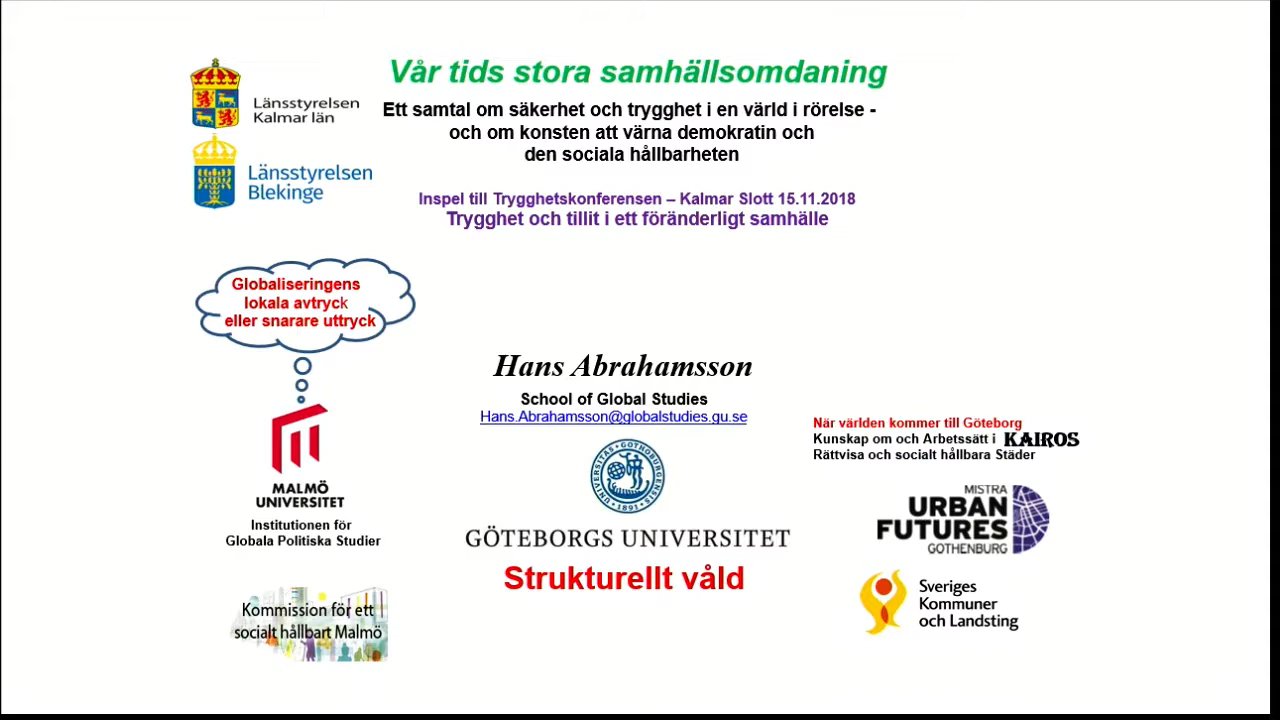 Vår tids stora samhällsomdaning
Länsstyrelsen
Kalmar län
Ett samtal om säkerhet och trygghet i en värld i rörelse -
och om konsten att värna demokratin och
den sociala hållbarheten
Länsstyrelsen
Blekinge
Inspel till Trygghetskonferensen – Kalmar Slott 15.11.2018
Trygghet och tillit i ett föränderligt samhälle
Globaliseringens
lokala avtryck
eller snarare uttryck
Hans Abrahamsson
School of Global Studies
Hans.Abrahamsson@globalstudies.gu.se
När världen kommer till Göteborg
Kunskap om och Arbetssätt i KAIROS
Rättvisa och socialt hållbara Städer
MALMÖ
UNIVERSITET
Institutionen för
Globala Politiska Studier
UNIVERSITAS GOTHOBURGENSIS
1891
GÖTEBORGS UNIVERSITET
MISTRA
URBAN
FUTURES
GOTHENBURG
Strukturellt våld
Kommission för ett
socialt hållbart Malmö
Sveriges
Kommuner
och Landsting